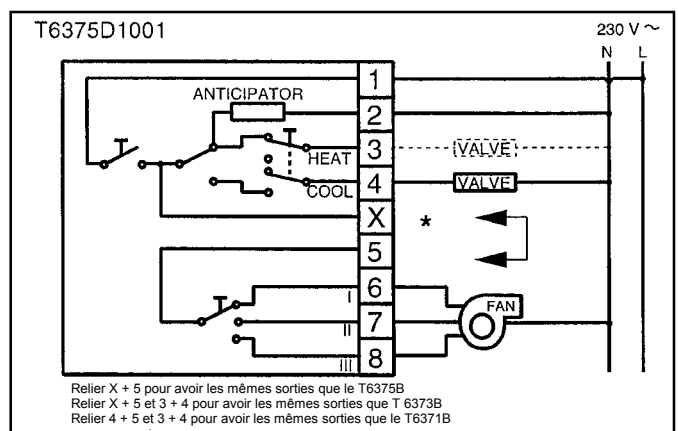 T6375D1001
230 V ~
N L
1
ANTICIPATOR
2
HEAT 3 VALVE
COOL 4 VALVE
X *
5
I 6
FAN
II 7
III 8
Relier X + 5 pour avoir les mêmes sorties que le T6375B
Relier X + 5 et 3 + 4 pour avoir les mêmes sorties que T 6373B
Relier 4 + 5 et 3 + 4 pour avoir les mêmes sorties que le T6371B